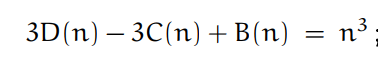 3D(n) − 3C(n) + B(n) = n³ ;